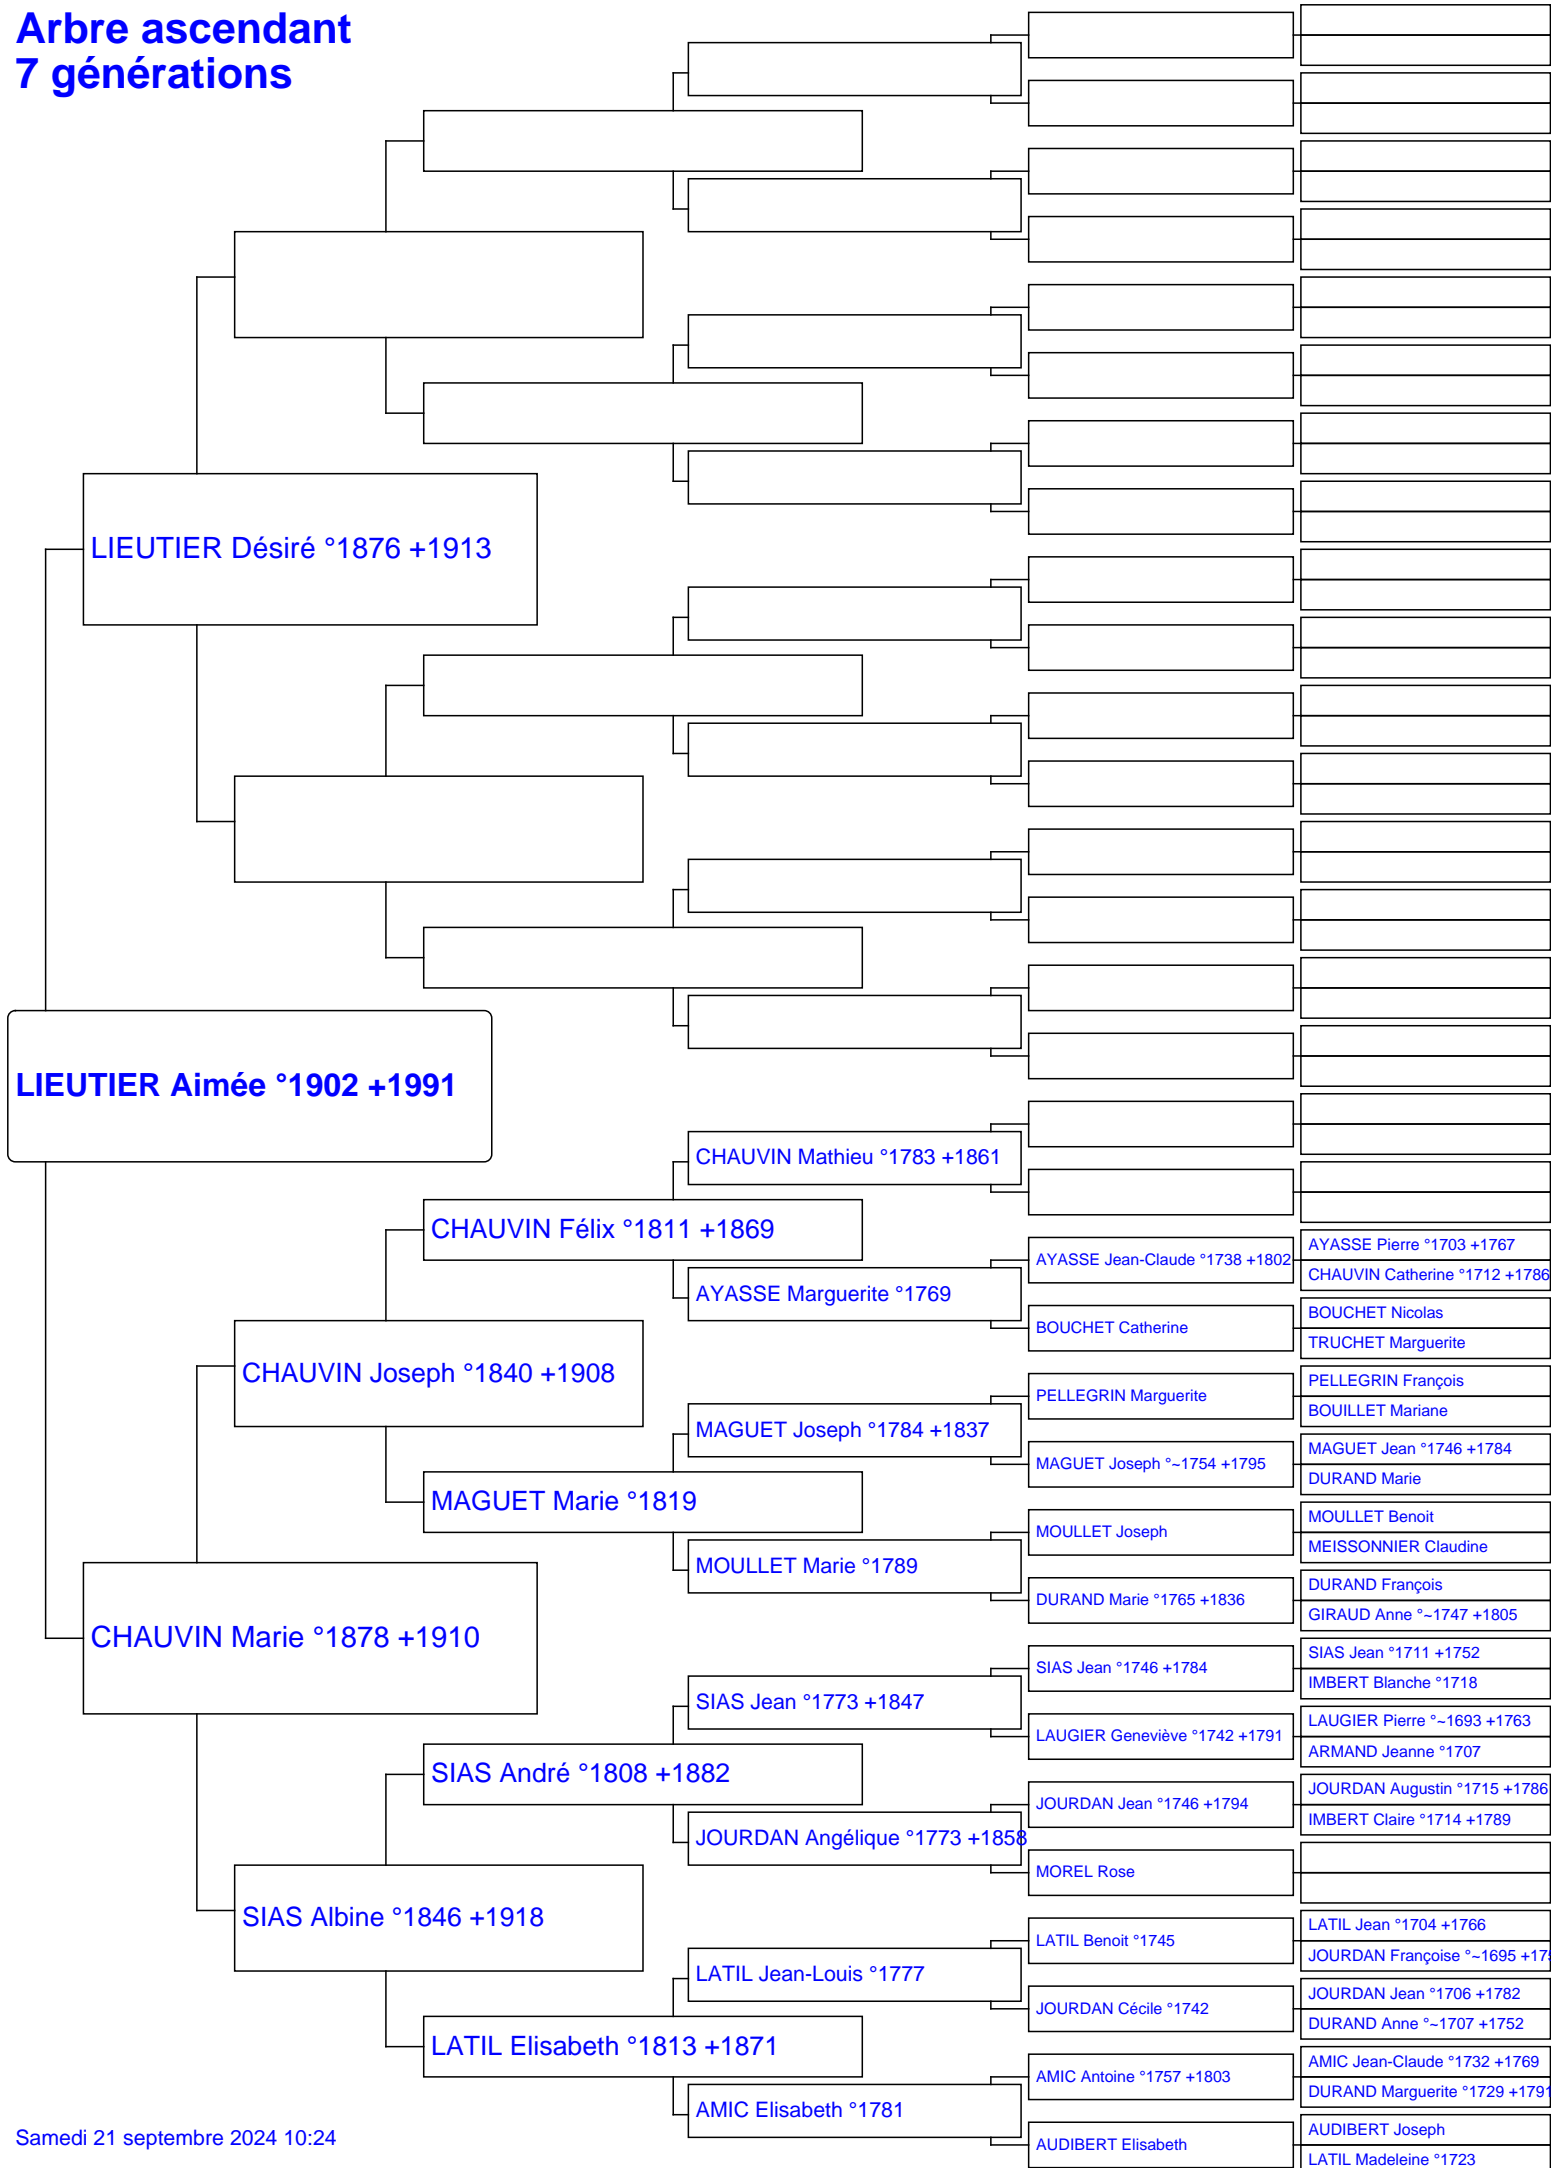 Arbre ascendant
7 générations
LIEUTIER Désiré °1876 +1913
LIEUTIER Aimée °1902 +1991
CHAUVIN Mathieu °1783 +1861
CHAUVIN Félix °1811 +1869
AYASSE Jean-Claude °1738 +1802
AYASSE Pierre °1703 +1767
CHAUVIN Catherine °1712 +1786
AYASSE Marguerite °1769
BOUCHET Catherine
BOUCHET Nicolas
TRUCHET Marguerite
CHAUVIN Joseph °1840 +1908
PELLEGRIN Marguerite
PELLEGRIN François
BOUILLET Mariane
MAGUET Joseph °1784 +1837
MAGUET Joseph °~1754 +1795
MAGUET Jean °1746 +1784
DURAND Marie
MAGUET Marie °1819
MOULLET Joseph
MOULLET Benoit
MEISSONNIER Claudine
MOULLET Marie °1789
DURAND Marie °1765 +1836
DURAND François
GIRAUD Anne °~1747 +1805
CHAUVIN Marie °1878 +1910
SIAS Jean °1746 +1784
SIAS Jean °1711 +1752
IMBERT Blanche °1718
SIAS Jean °1773 +1847
LAUGIER Geneviève °1742 +1791
LAUGIER Pierre °~1693 +1763
ARMAND Jeanne °1707
SIAS André °1808 +1882
JOURDAN Jean °1746 +1794
JOURDAN Augustin °1715 +1786
IMBERT Claire °1714 +1789
JOURDAN Angélique °1773 +1858
MOREL Rose
SIAS Albine °1846 +1918
LATIL Benoit °1745
LATIL Jean °1704 +1766
JOURDAN Françoise °~1695
LATIL Jean-Louis °1777
JOURDAN Cécile °1742
JOURDAN Jean °1706 +1782
DURAND Anne °~1707 +1752
LATIL Elisabeth °1813 +1871
AMIC Antoine °1757 +1803
AMIC Jean-Claude °1732 +1769
DURAND Marguerite °1729 +1791
AMIC Elisabeth °1781
AUDIBERT Elisabeth
AUDIBERT Joseph
LATIL Madeleine °1723
Samedi 21 septembre 2024 10:24